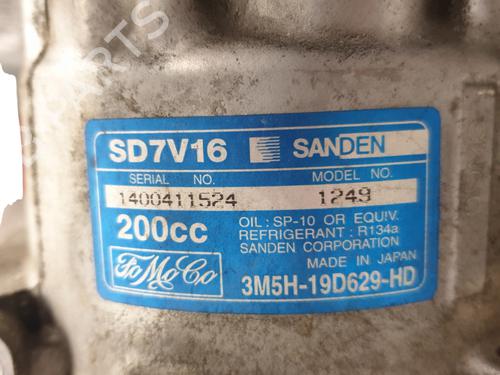 SD7V16 SANDEN
SERIAL NO. MODEL NO.
1400411524 1249
200cc OIL : SP-10 OR EQUIV.
REFRIGERANT : R134a
SANDEN CORPORATION
MADE IN JAPAN
FoMoCo 3M5H-19D629-HD